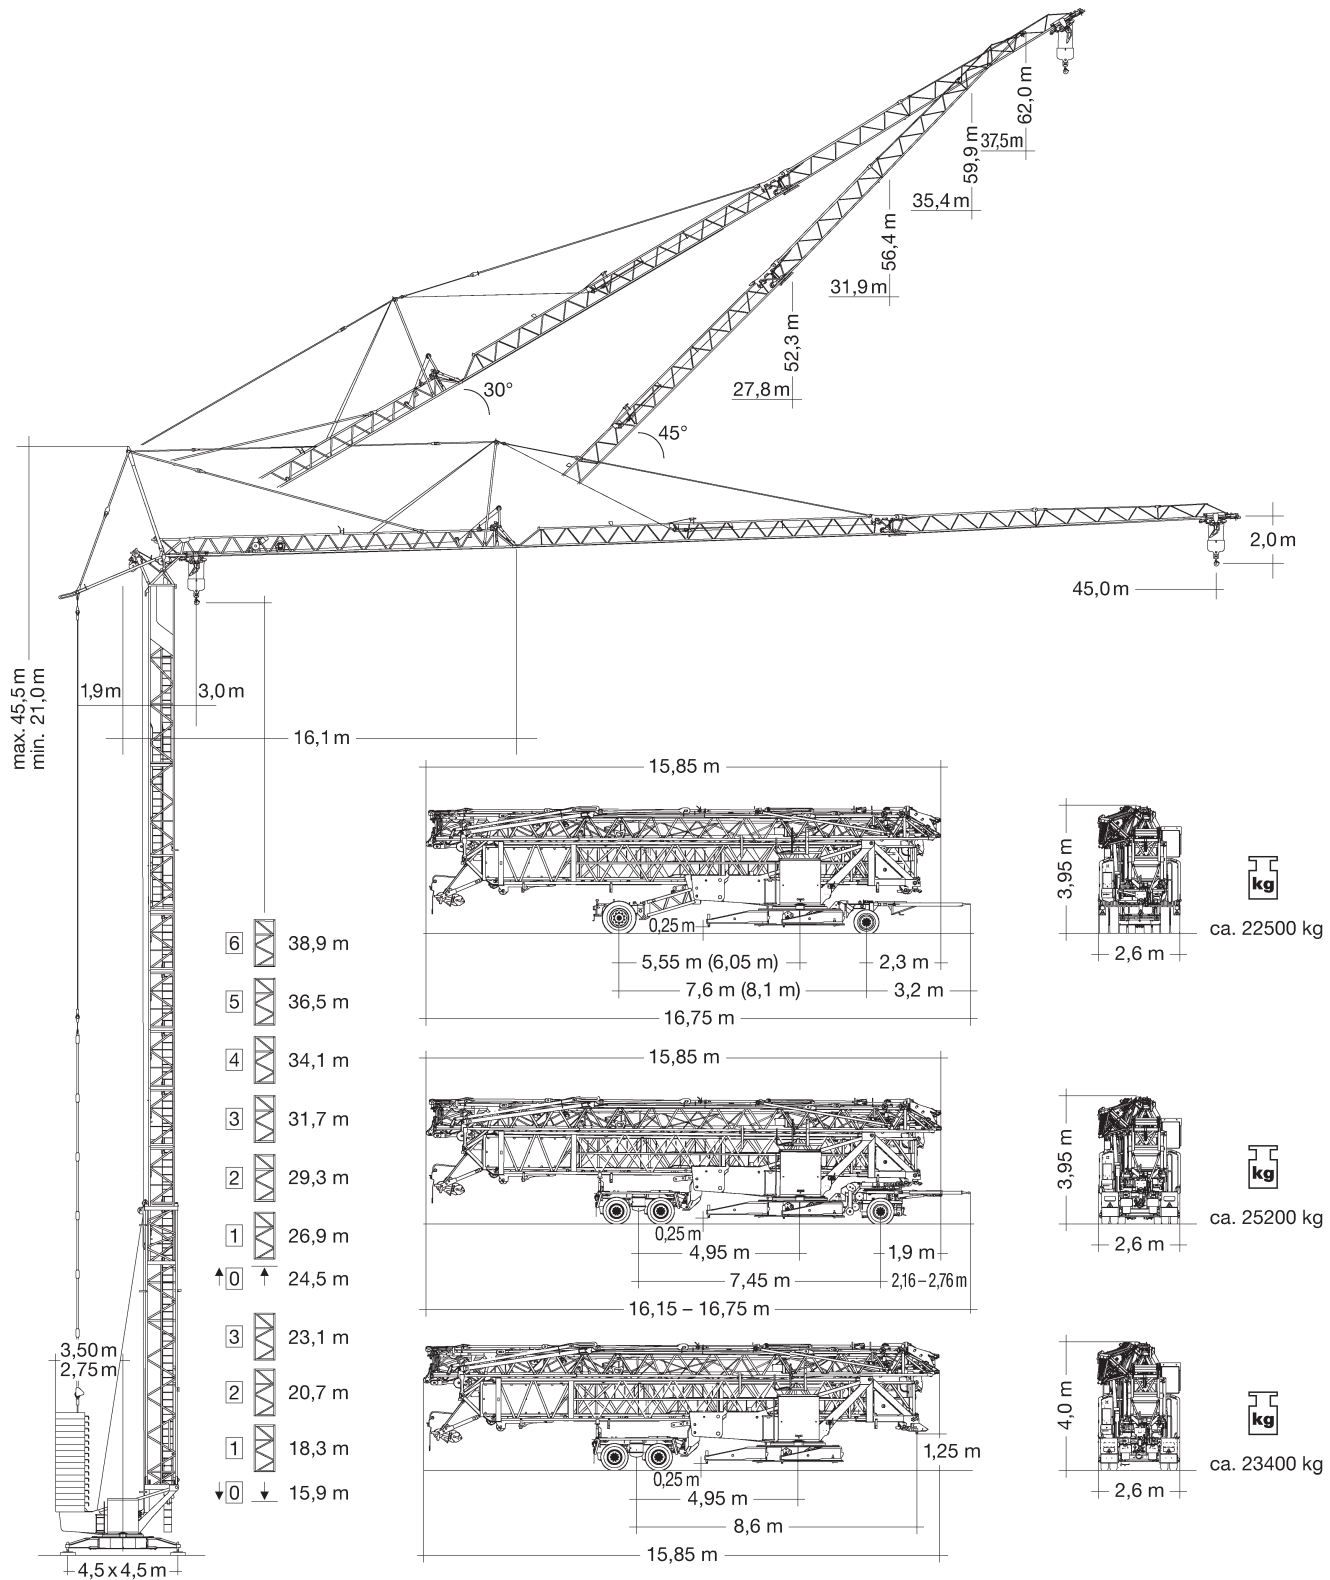 62,0 m
37,5m
59,9 m
35,4 m
56,4 m
31,9 m
52,3 m
27,8 m
30°
45°
2,0 m
45,0 m
max. 45,5 m
min. 21,0 m
1,9 m
3,0 m
16,1 m
6 38,9 m
5 36,5 m
4 34,1 m
3 31,7 m
2 29,3 m
1 26,9 m
0 24,5 m
3 23,1 m
2 20,7 m
1 18,3 m
0 15,9 m
3,50 m
2,75 m
4,5 x 4,5 m
15,85 m
0,25 m
5,55 m (6,05 m)
2,3 m
7,6 m (8,1 m)
3,2 m
16,75 m
3,95 m
2,6 m
kg
ca. 22500 kg
15,85 m
0,25 m
4,95 m
1,9 m
7,45 m
2,16 – 2,76 m
16,15 – 16,75 m
3,95 m
2,6 m
kg
ca. 25200 kg
1,25 m
0,25 m
4,95 m
8,6 m
15,85 m
4,0 m
2,6 m
kg
ca. 23400 kg